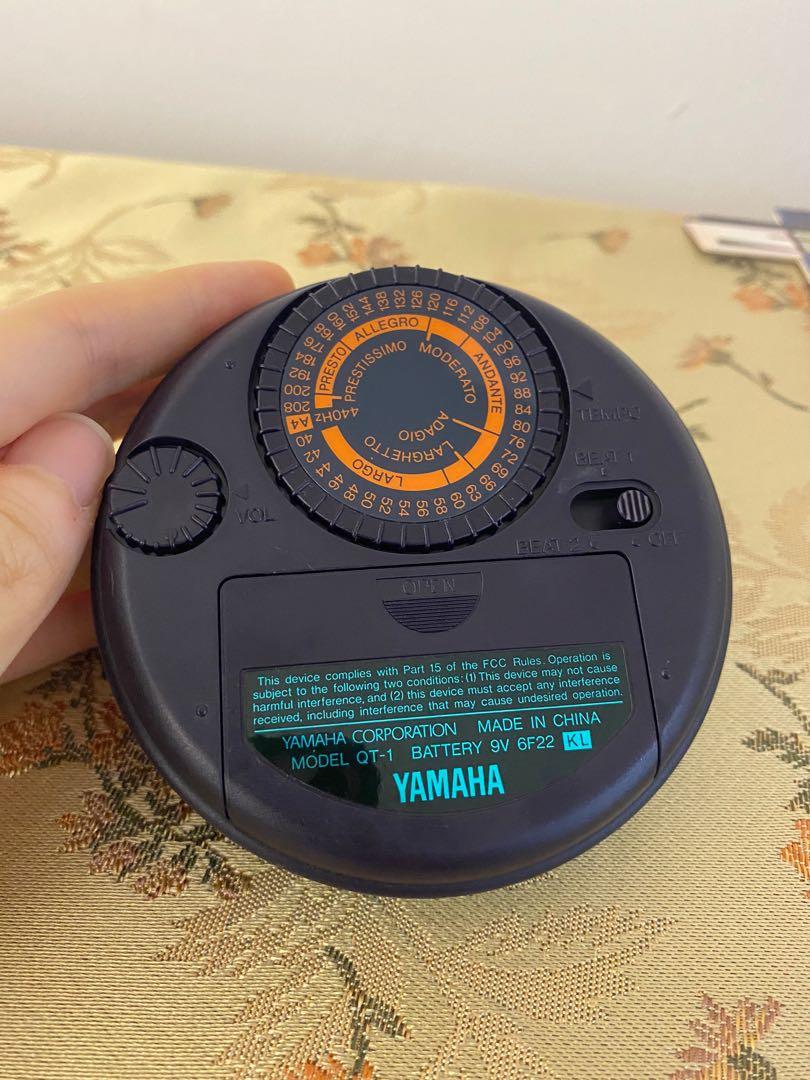 PRESTO ALLEGRO ANDANTE
PRESTISSIMO MODERATO
ADAGIO
LARGHETTO
LARGO
A4 440Hz
40 42 44 46 48 50 52 54 56 58 60 63 66 69 72 76 80 84 88 92 96 100 104 108 112 116 120 126 132 138 144 152 160 168 176 184 192 200 208
TEMPO
VOL
BEAT 1
BEAT 2
OFF
OPEN
This device complies with Part 15 of the FCC Rules. Operation is
subject to the following two conditions: (1) This device may not cause
harmful interference, and (2) this device must accept any interference
received, including interference that may cause undesired operation.
YAMAHA CORPORATION MADE IN CHINA
MODEL QT-1 BATTERY 9V 6F22 KL
YAMAHA